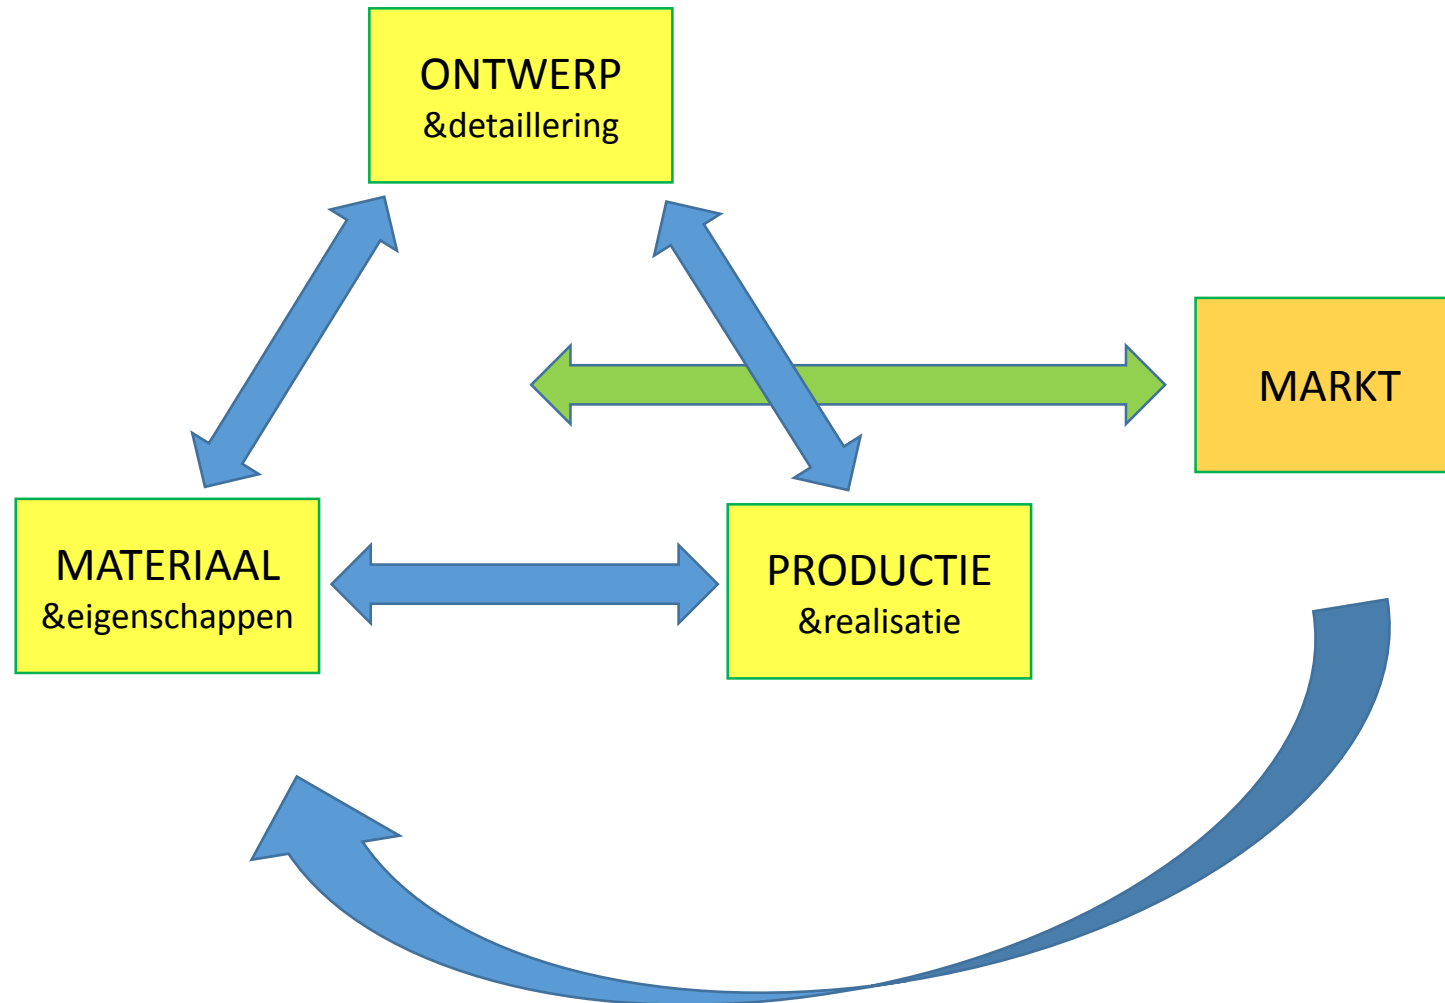 ONTWERP
&detaillering
MARKT
MATERIAAL
&eigenschappen
PRODUCTIE
&realisatie